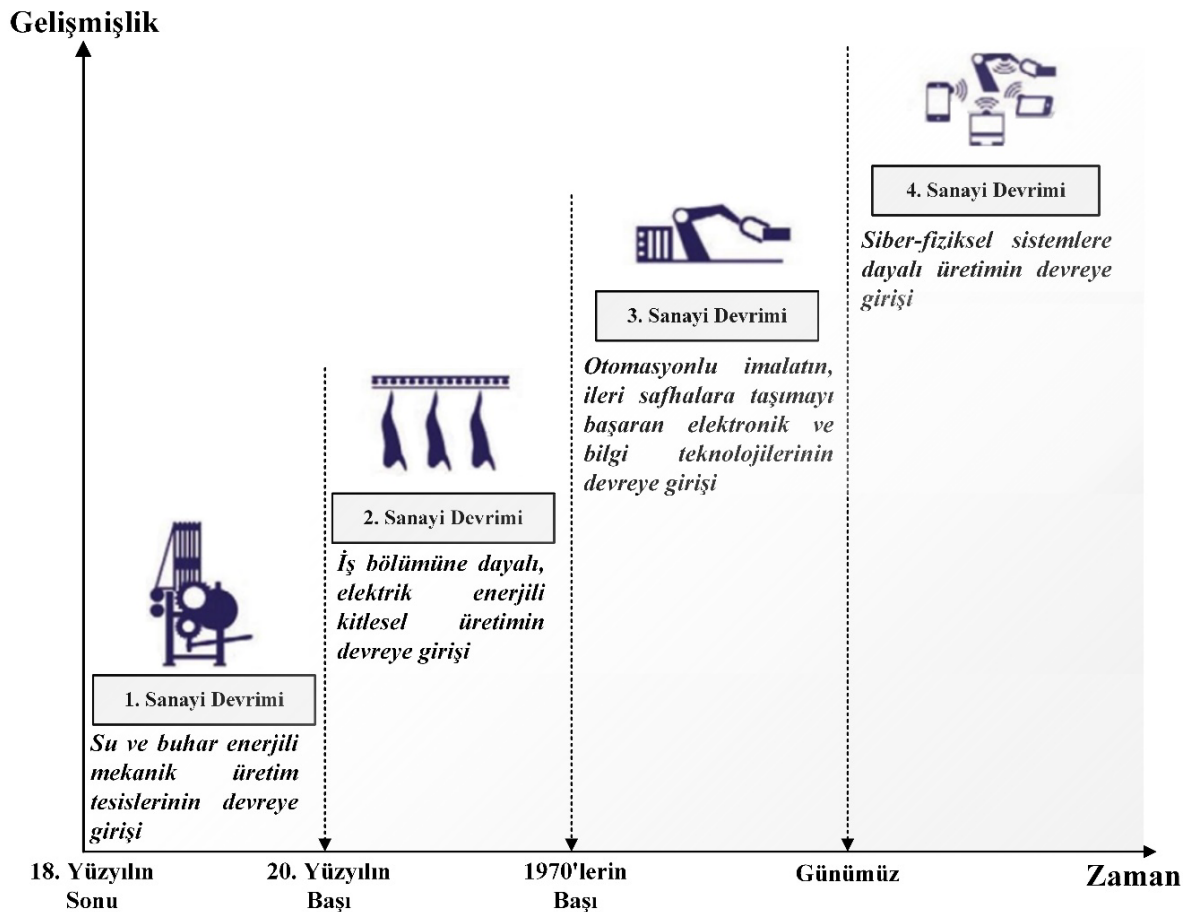 Gelişmişlik
4. Sanayi Devrimi
Siber-fiziksel sistemlere
dayalı üretimin devreye
girişi
3. Sanayi Devrimi
Otomasyonlu imalatın,
ileri safhalara taşımayı
başaran elektronik ve
bilgi teknolojilerinin
devreye girişi
2. Sanayi Devrimi
İş bölümüne dayalı,
elektrik enerjili
kitlesel üretimin
devreye girişi
1. Sanayi Devrimi
Su ve buhar enerjili
mekanik üretim
tesislerinin devreye
girişi
18. Yüzyılın
Sonu
20. Yüzyılın
Başı
1970'lerin
Başı
Günümüz
Zaman